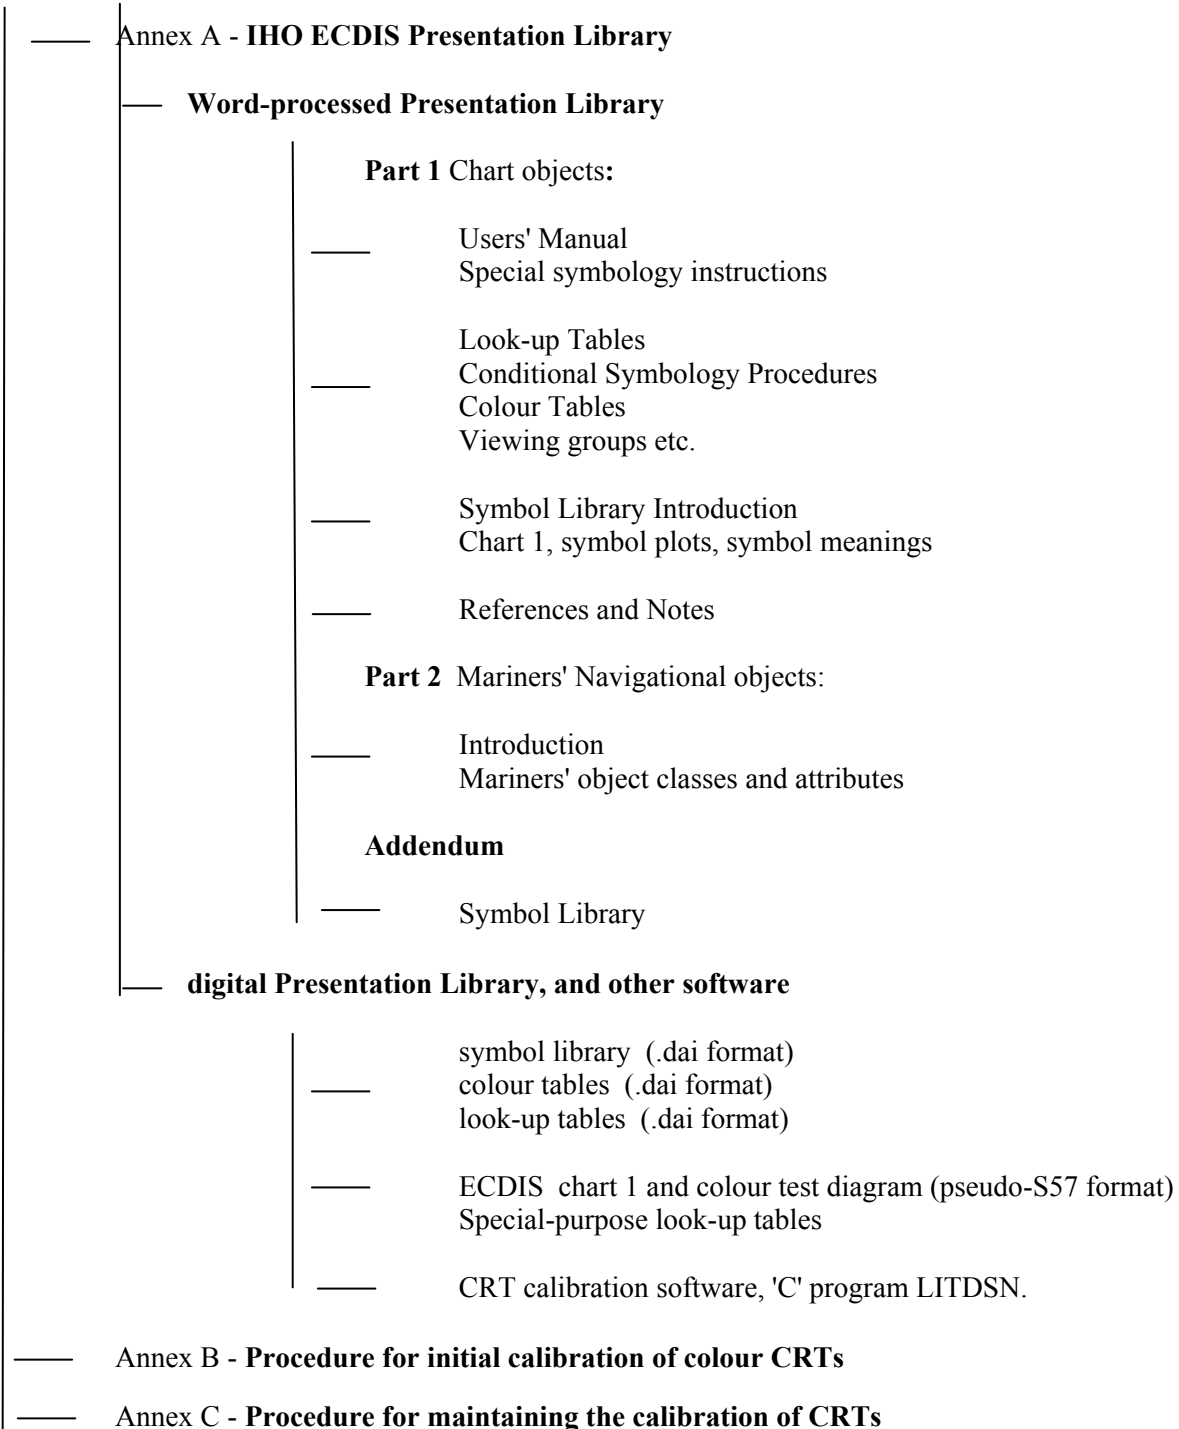 Annex A - IHO ECDIS Presentation Library
Word-processed Presentation Library
Part 1 Chart objects:
Users' Manual
Special symbology instructions
Look-up Tables
Conditional Symbology Procedures
Colour Tables
Viewing groups etc.
Symbol Library Introduction
Chart 1, symbol plots, symbol meanings
References and Notes
Part 2 Mariners' Navigational objects:
Introduction
Mariners' object classes and attributes
Addendum
Symbol Library
digital Presentation Library, and other software
symbol library (.dai format)
colour tables (.dai format)
look-up tables (.dai format)
ECDIS chart 1 and colour test diagram (pseudo-S57 format)
Special-purpose look-up tables
CRT calibration software, 'C' program LITDSN.
Annex B - Procedure for initial calibration of colour CRTs
Annex C - Procedure for maintaining the calibration of CRTs